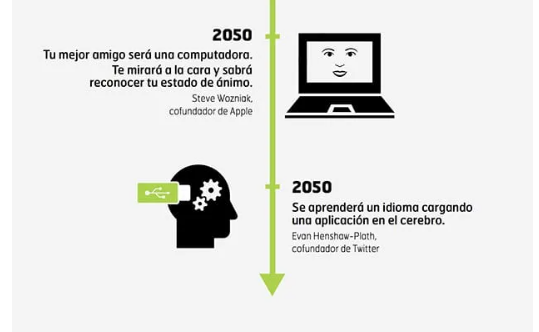 2050
Tu mejor amigo será una computadora.
Te mirará a la cara y sabrá
reconocer tu estado de ánimo.
Steve Wozniak,
cofundador de Apple
2050
Se aprenderá un idioma cargando
una aplicación en el cerebro.
Evan Henshaw-Plath,
cofundador de Twitter